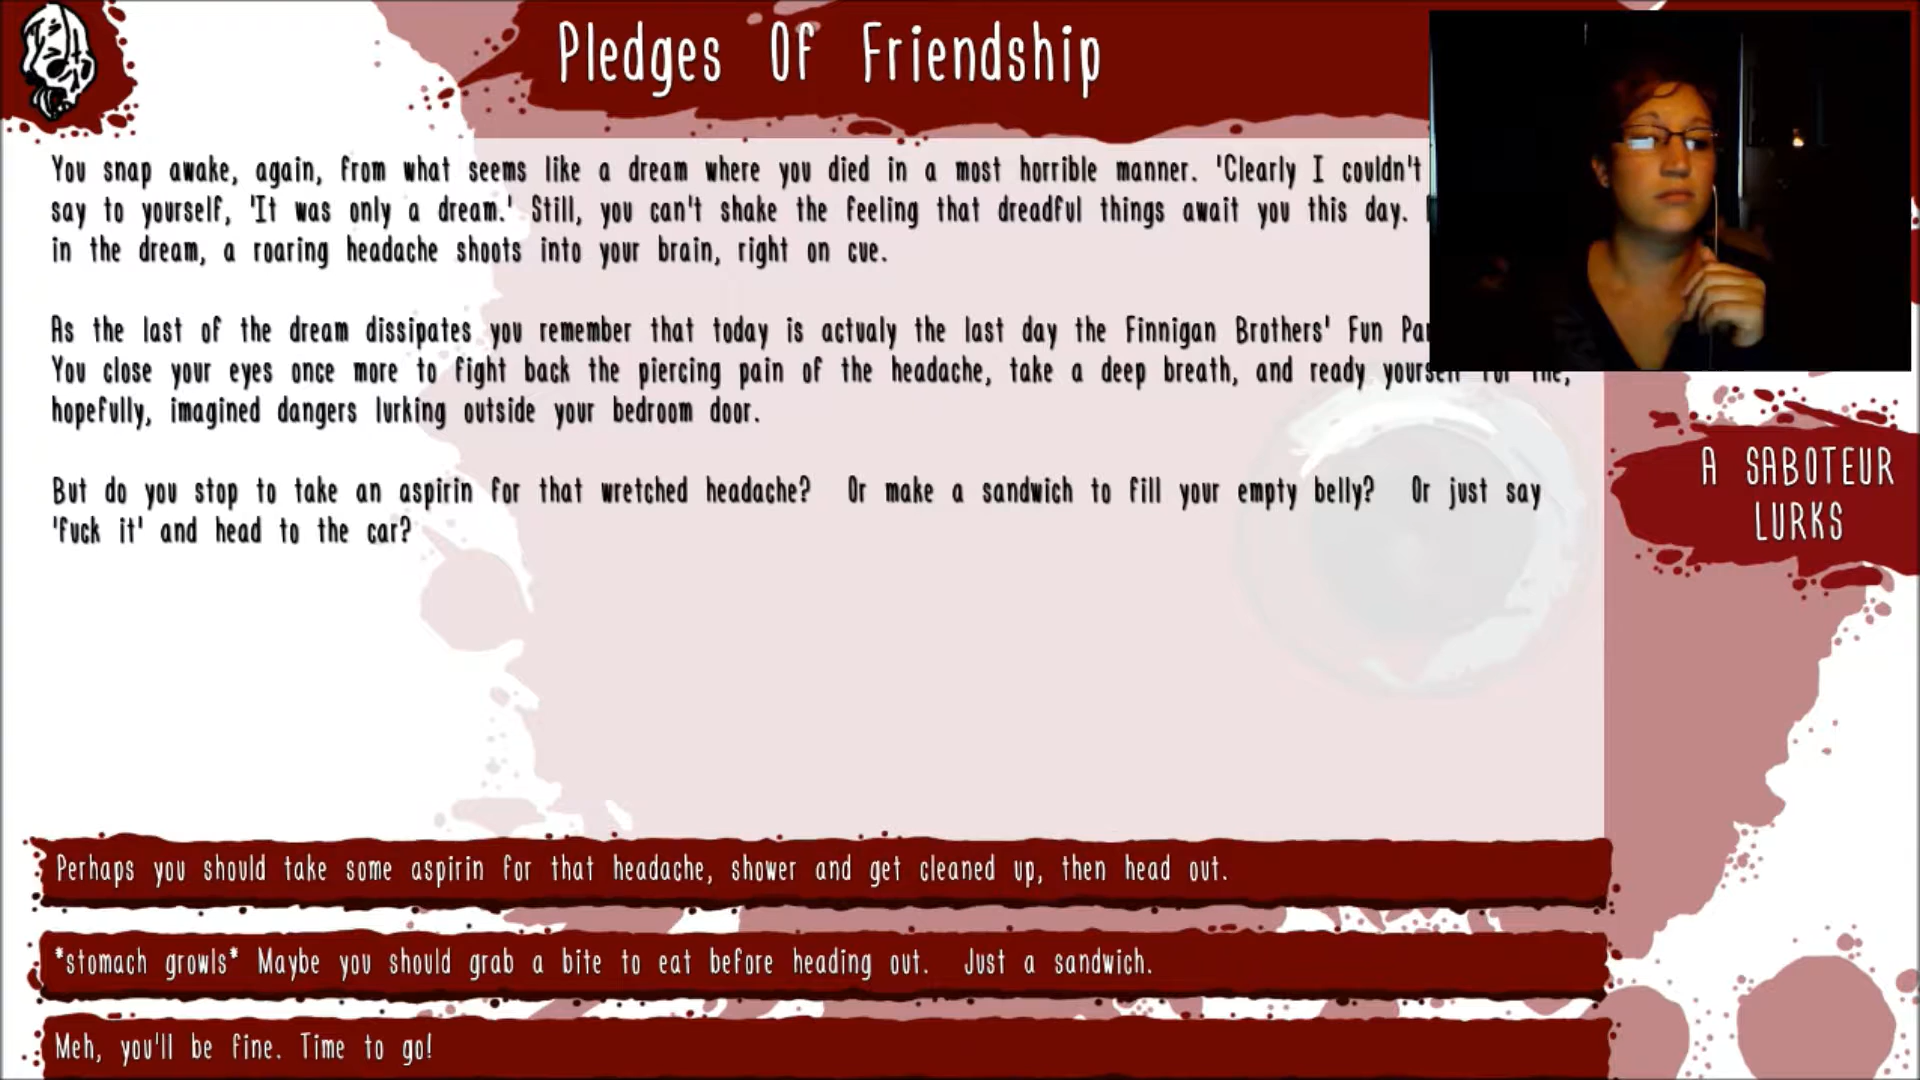 Pledges Of Friendship
You snap awake, again, from what seems like a dream where you died in a most horrible manner. 'Clearly I couldn't
say to yourself, 'It was only a dream.' Still, you can't shake the feeling that dreadful things await you this day.
in the dream, a roaring headache shoots into your brain, right on cue.
As the last of the dream dissipates you remember that today is actualy the last day the Finnigan Brothers' Fun
You close your eyes once more to fight back the piercing pain of the headache, take a deep breath, and ready yourself for the,
hopefully, imagined dangers lurking outside your bedroom door.
But do you stop to take an aspirin for that wretched headache? Or make a sandwich to fill your empty belly? Or just say
'fuck it' and head to the car?
A SABOTEUR
LURKS
Perhaps you should take some aspirin for that headache, shower and get cleaned up, then head out.
*stomach growls* Maybe you should grab a bite to eat before heading out. Just a sandwich.
Meh, you'll be fine. Time to go!